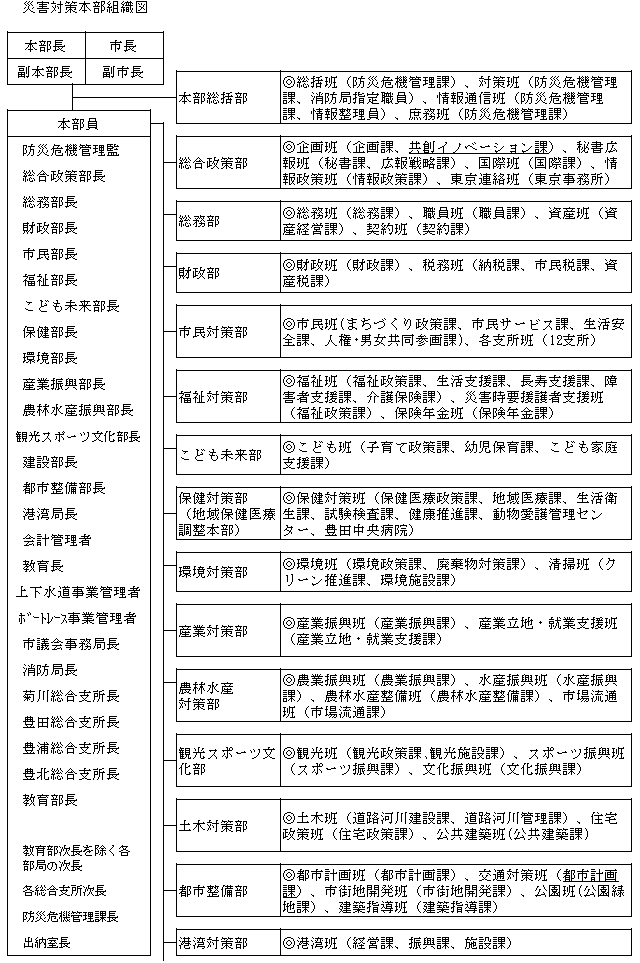 災害対策本部組織図
本部長 市長
副本部長 副市長
本部員
防災危機管理監
総合政策部長
総務部長
財政部長
市民部長
福祉部長
こども未来部長
保健部長
環境部長
産業振興部長
農林水産振興部長
観光スポーツ文化部長
建設部長
都市整備部長
港湾局長
会計管理者
教育長
上下水道事業管理者
ﾎﾞｰﾄﾚｰｽ事業管理者
市議会事務局長
消防局長
菊川総合支所長
豊田総合支所長
豊浦総合支所長
豊北総合支所長
教育部長
教育部次長を除く各
部局の次長
各総合支所次長
防災危機管理課長
出納室長
本部総括部
◎総括班（防災危機管理課）、対策班（防災危機管理
課、消防局指定職員）、情報通信班（防災危機管理
課、情報整理員）、庶務班（防災危機管理課）
総合政策部
◎企画班（企画課、共創イノベーション課）、秘書広
報班（秘書課、広報戦略課）、国際班（国際課）、情
報政策班（情報政策課）、東京連絡班（東京事務所）
総務部
◎総務班（総務課）、職員班（職員課）、資産班（資
産経営課）、契約班（契約課）
財政部
◎財政班（財政課）、税務班（納税課、市民税課、資
産税課）
市民対策部
◎市民班(まちづくり政策課、市民サービス課、生活安
全課、人権･男女共同参画課)、各支所班（12支所）
福祉対策部
◎福祉班（福祉政策課、生活支援課、長寿支援課、障
害者支援課、介護保険課）、災害時要援護者支援班
（福祉政策課）、保険年金班（保険年金課）
こども未来部
◎こども班（子育て政策課、幼児保育課、こども家庭
支援課）
保健対策部
（地域保健医療
調整本部）
◎保健対策班（保健医療政策課、地域医療課、生活衛
生課、試験検査課、健康推進課、動物愛護管理セン
ター、豊田中央病院）
環境対策部
◎環境班（環境政策課、廃棄物対策課）、清掃班（ク
リーン推進課、環境施設課）
産業対策部
◎産業振興班（産業振興課）、産業立地・就業支援班
（産業立地・就業支援課）
農林水産
対策部
◎農業振興班（農業振興課）、水産振興班（水産振興
課）、農林水産整備班（農林水産整備課）、市場流通
班（市場流通課）
観光スポーツ文
化部
◎観光班（観光政策課､観光施設課）、スポーツ振興班
（スポーツ振興課）、文化振興班（文化振興課）
土木対策部
◎土木班（道路河川建設課、道路河川管理課）、住宅
政策班（住宅政策課）、公共建築班(公共建築課）
都市整備部
◎都市計画班（都市計画課）、交通対策班（都市計画
課）、市街地開発班（市街地開発課）、公園班(公園緑
地課）、建築指導班（建築指導課）
港湾対策部
◎港湾班（経営課、振興課、施設課）